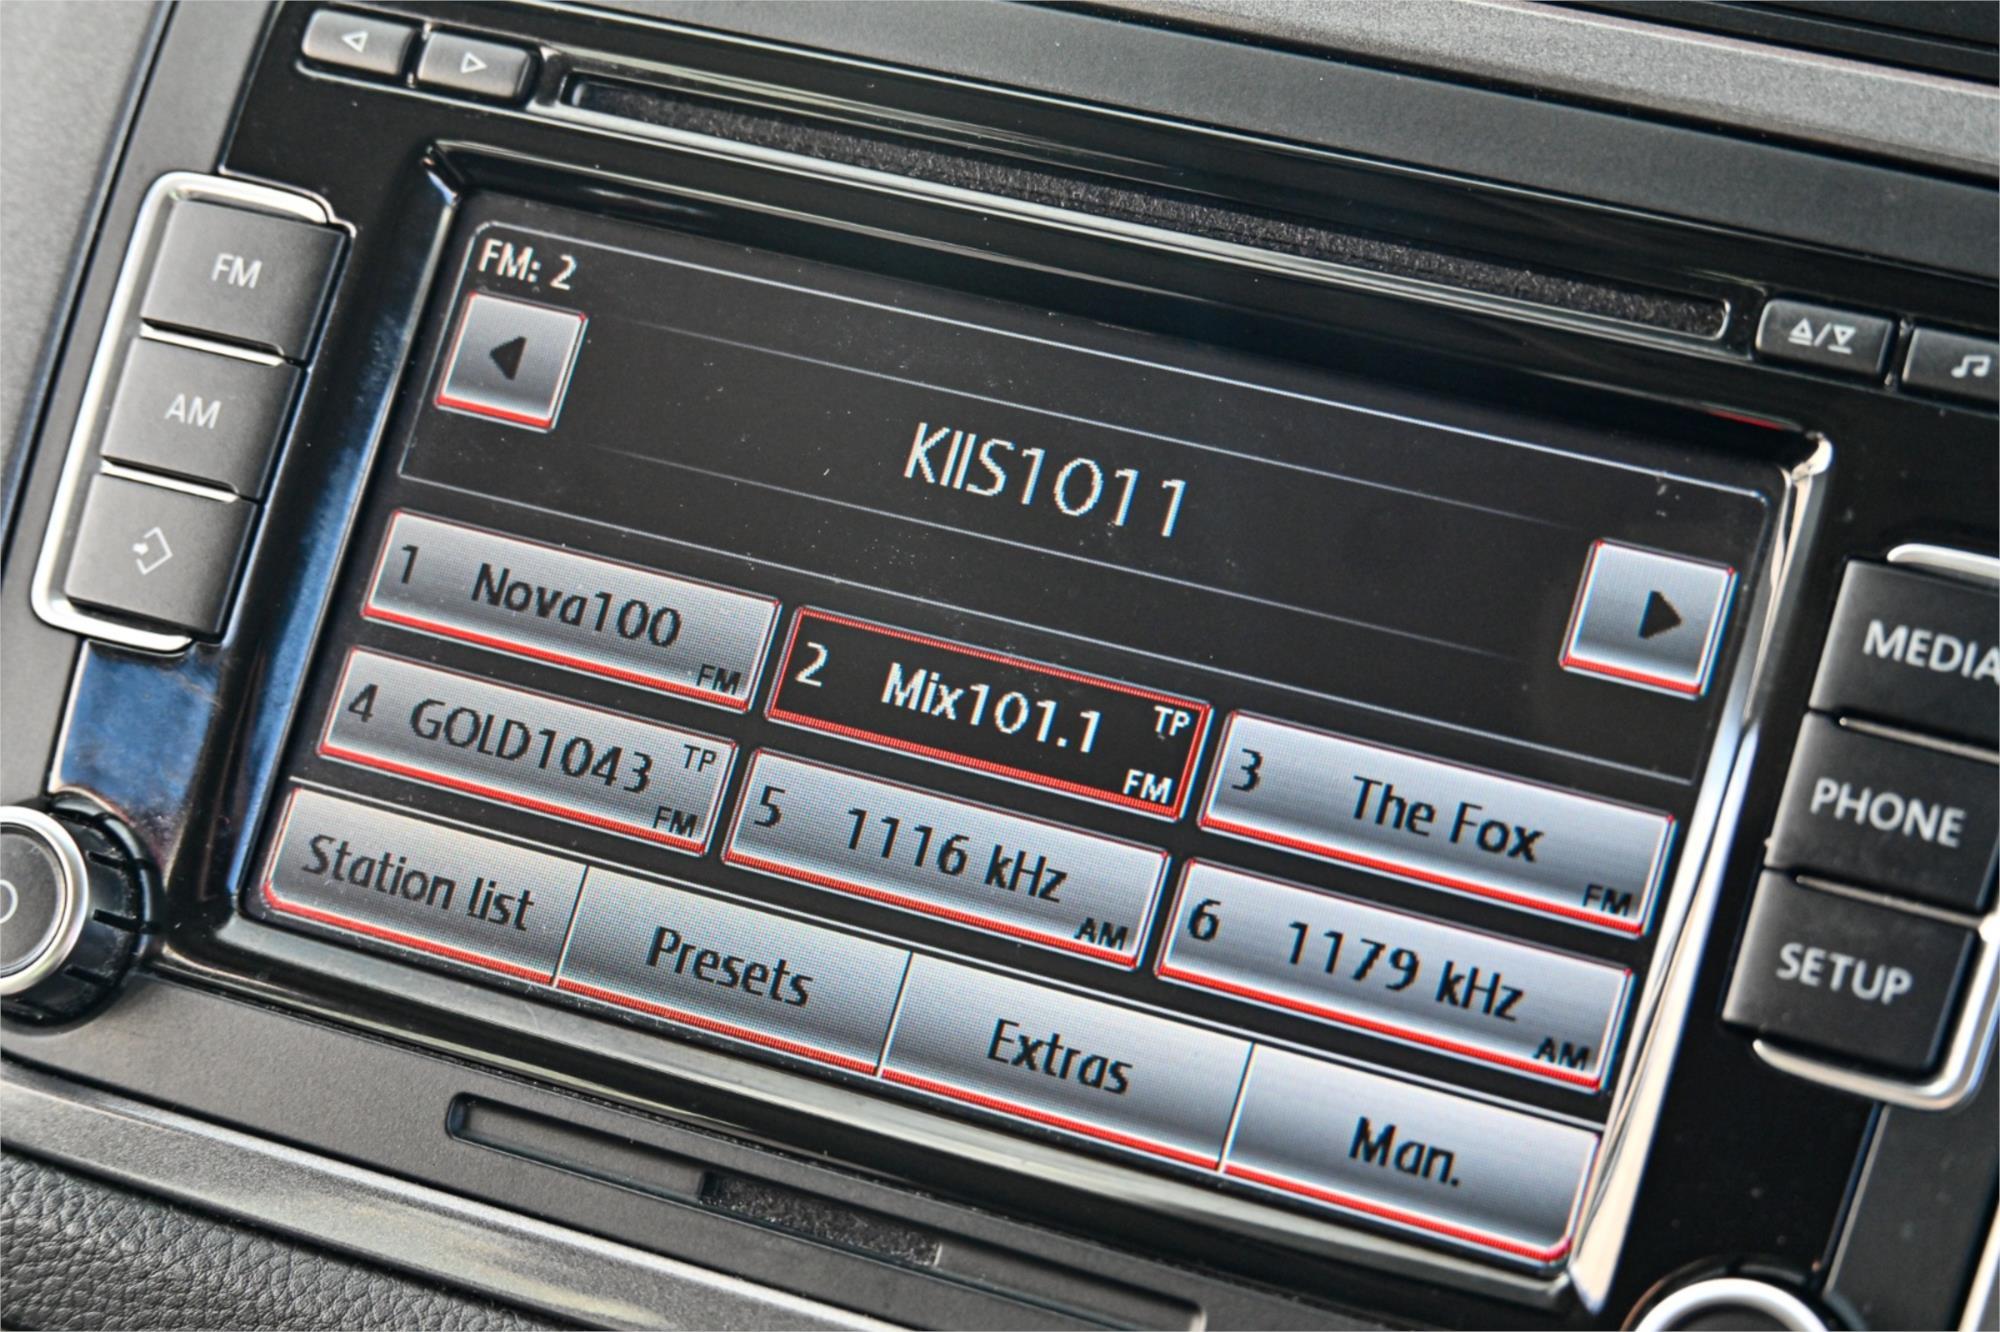 FM
AM
FM: 2
KIIS1011
1 Nova100 FM
2 Mix101.1 TP FM
3 The Fox FM
4 GOLD1043 TP FM
5 1116 kHz AM
6 1179 kHz AM
Station list
Presets
Extras
Man.
MEDIA
PHONE
SETUP